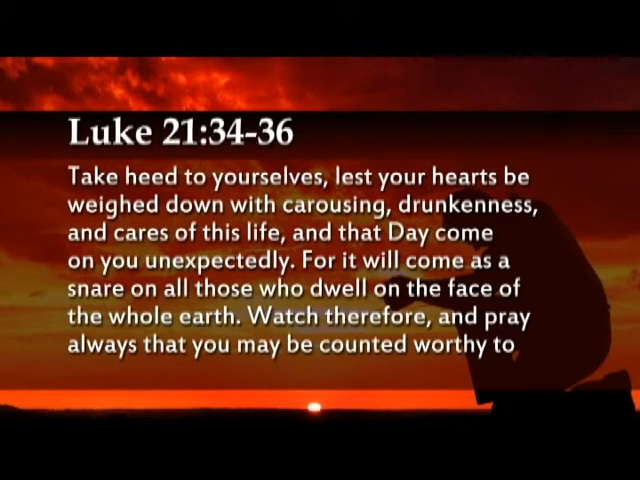 Luke 21:34-36
Take heed to yourselves, lest your hearts be
weighed down with carousing, drunkenness,
and cares of this life, and that Day come
on you unexpectedly. For it will come as a
snare on all those who dwell on the face of
the whole earth. Watch therefore, and pray
always that you may be counted worthy to